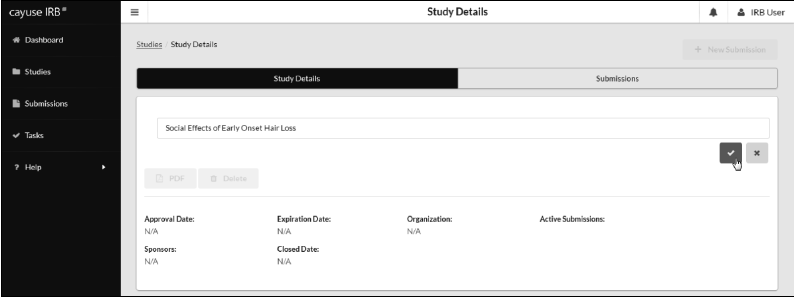 cayuse IRB
Study Details
IRB User
Dashboard
Studies
Submissions
Tasks
? Help
Studies / Study Details
+ New Submission
Study Details
Submissions
Social Effects of Early Onset Hair Loss
PDF
Delete
Approval Date:
N/A
Expiration Date:
N/A
Organization:
N/A
Active Submissions:
Sponsors:
N/A
Closed Date:
N/A